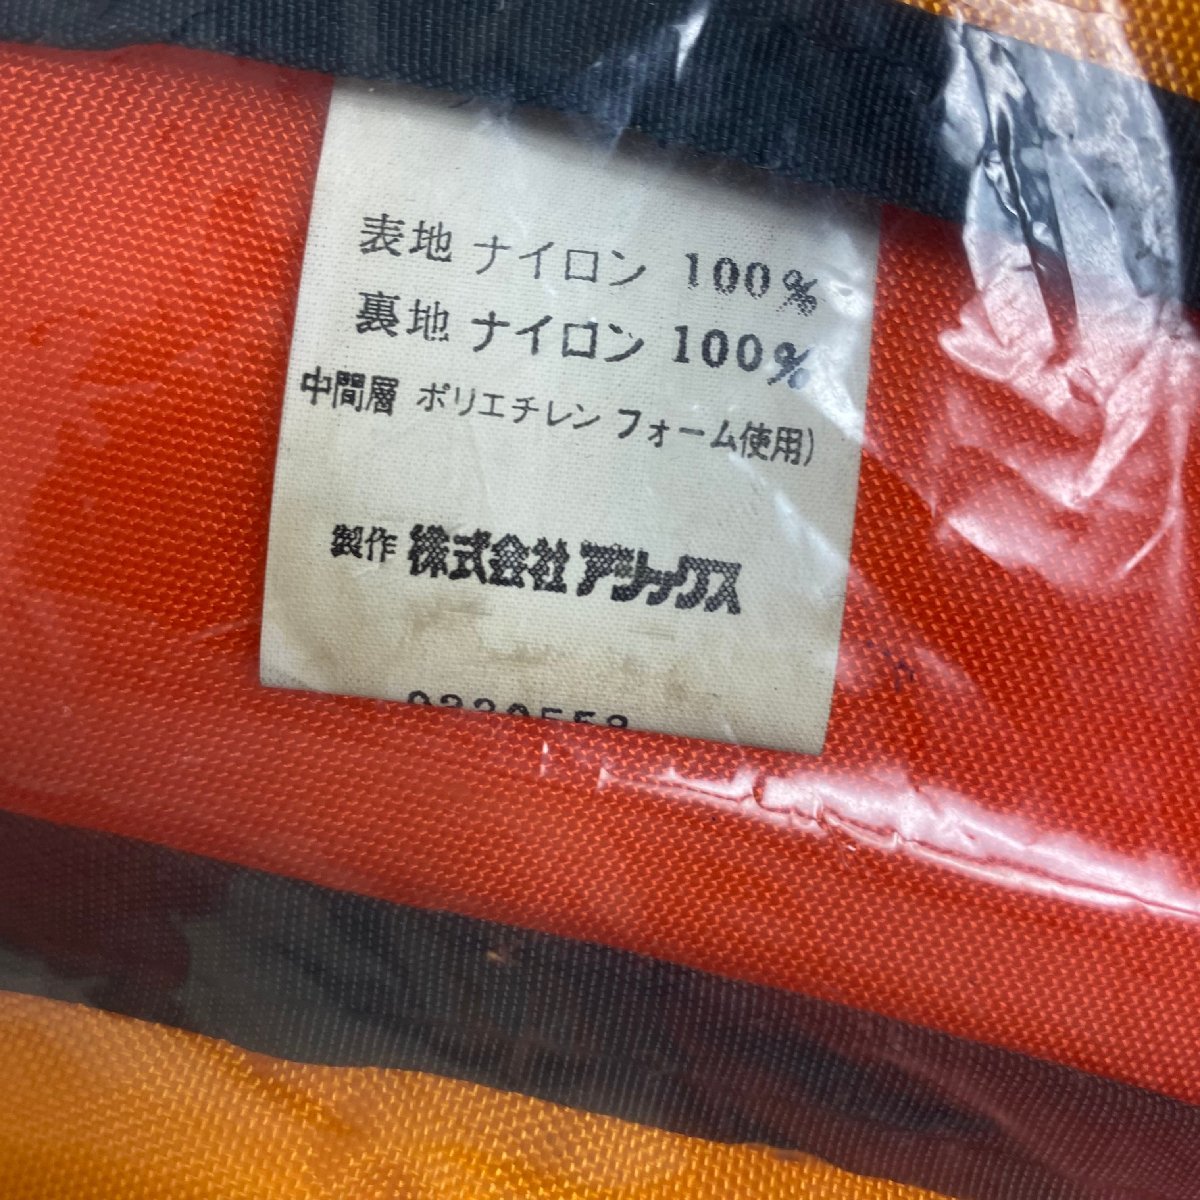 表地 ナイロン 100%
裏地 ナイロン 100%
中間層 ポリエチレン フォーム使用)
製作 株式会社 アシックス